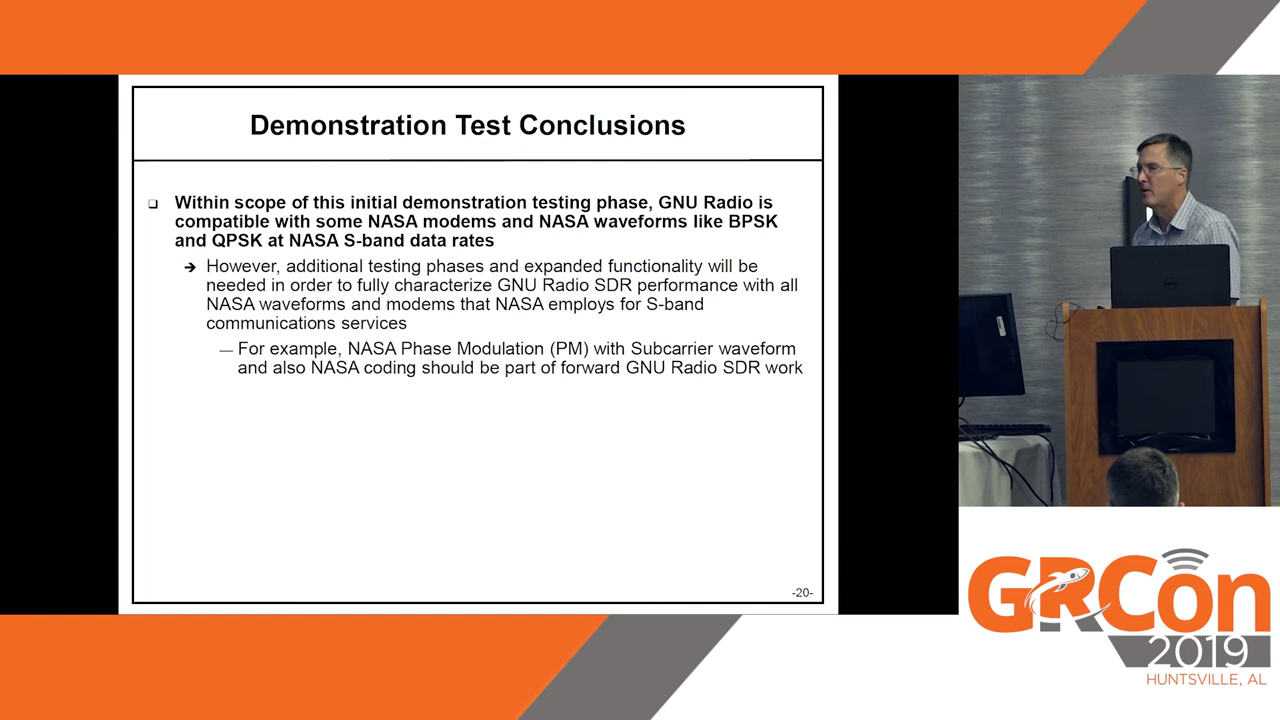 Demonstration Test Conclusions
Within scope of this initial demonstration testing phase, GNU Radio is
compatible with some NASA modems and NASA waveforms like BPSK
and QPSK at NASA S-band data rates
However, additional testing phases and expanded functionality will be
needed in order to fully characterize GNU Radio SDR performance with all
NASA waveforms and modems that NASA employs for S-band
communications services
— For example, NASA Phase Modulation (PM) with Subcarrier waveform
and also NASA coding should be part of forward GNU Radio SDR work
-20-
GRCon
2019
HUNTSVILLE, AL